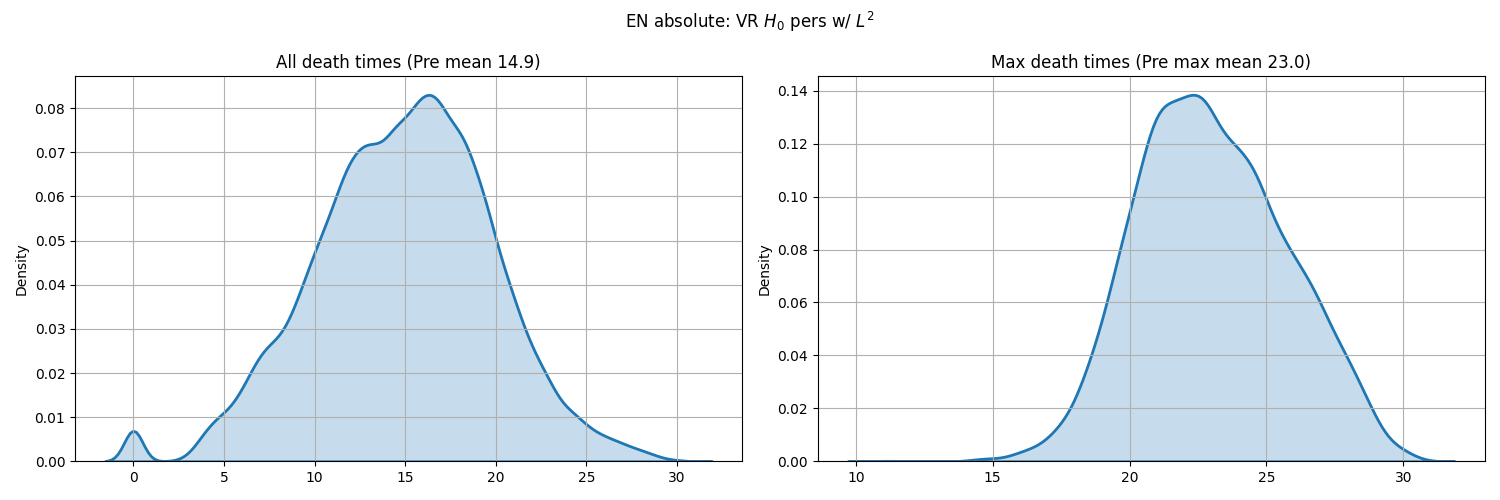 EN absolute: VR $H_0$ pers w/ $L^2$
All death times (Pre mean 14.9)
Density
0.08
0.07
0.06
0.05
0.04
0.03
0.02
0.01
0.00
0 5 10 15 20 25 30
Max death times (Pre max mean 23.0)
Density
0.14
0.12
0.10
0.08
0.06
0.04
0.02
0.00
10 15 20 25 30